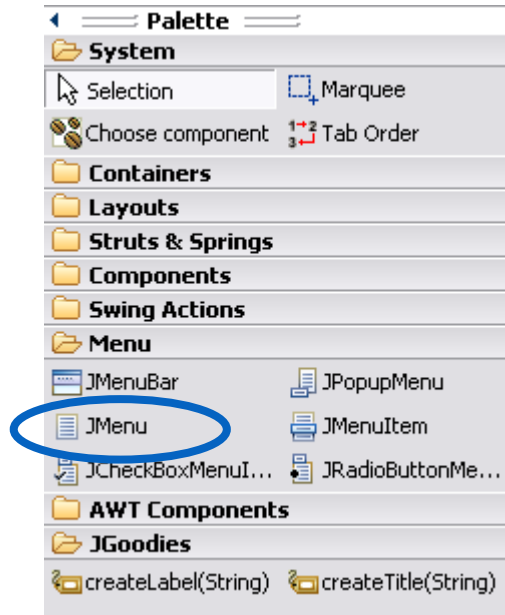 Palette
System
Selection Marquee
Choose component Tab Order
Containers
Layouts
Struts & Springs
Components
Swing Actions
Menu
JMenuBar JPopupMenu
JMenu JMenuItem
JCheckBoxMenuI... JRadioButtonMe...
AWT Components
JGoodies
createLabel(String) createTitle(String)